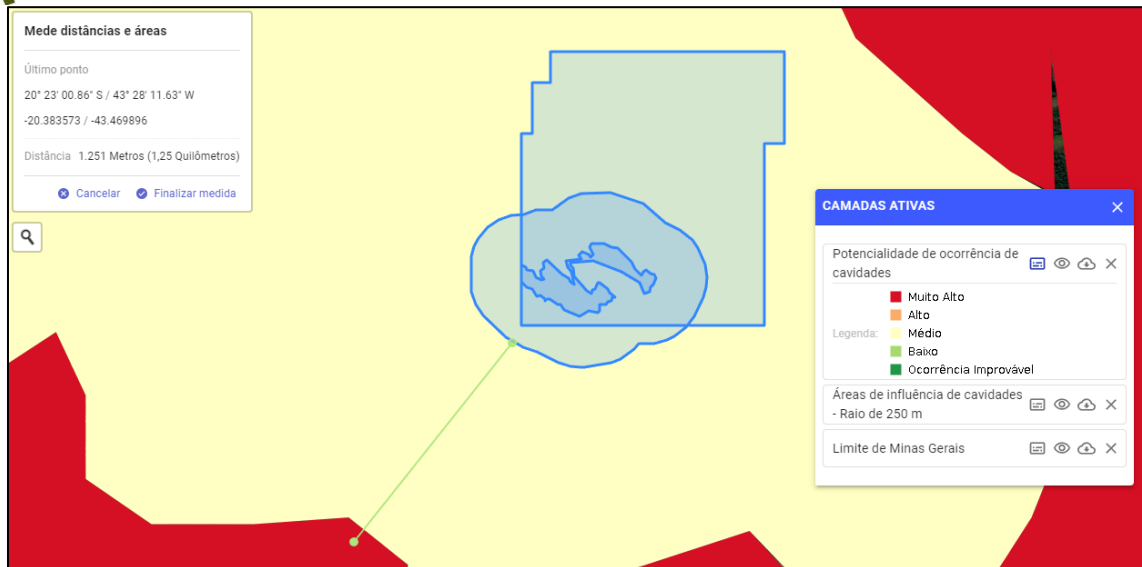 Mede distâncias e áreas
Último ponto
20° 23' 00.86" S / 43° 28' 11.63" W
-20.383573 / -43.469896
Distância 1.251 Metros (1,25 Quilômetros)
Cancelar Finalizar medida
CAMADAS ATIVAS
Potencialidade de ocorrência de
cavidades
Muito Alto
Alto
Legenda: Médio
Baixo
Ocorrência Improvável
Áreas de influência de cavidades
- Raio de 250 m
Limite de Minas Gerais